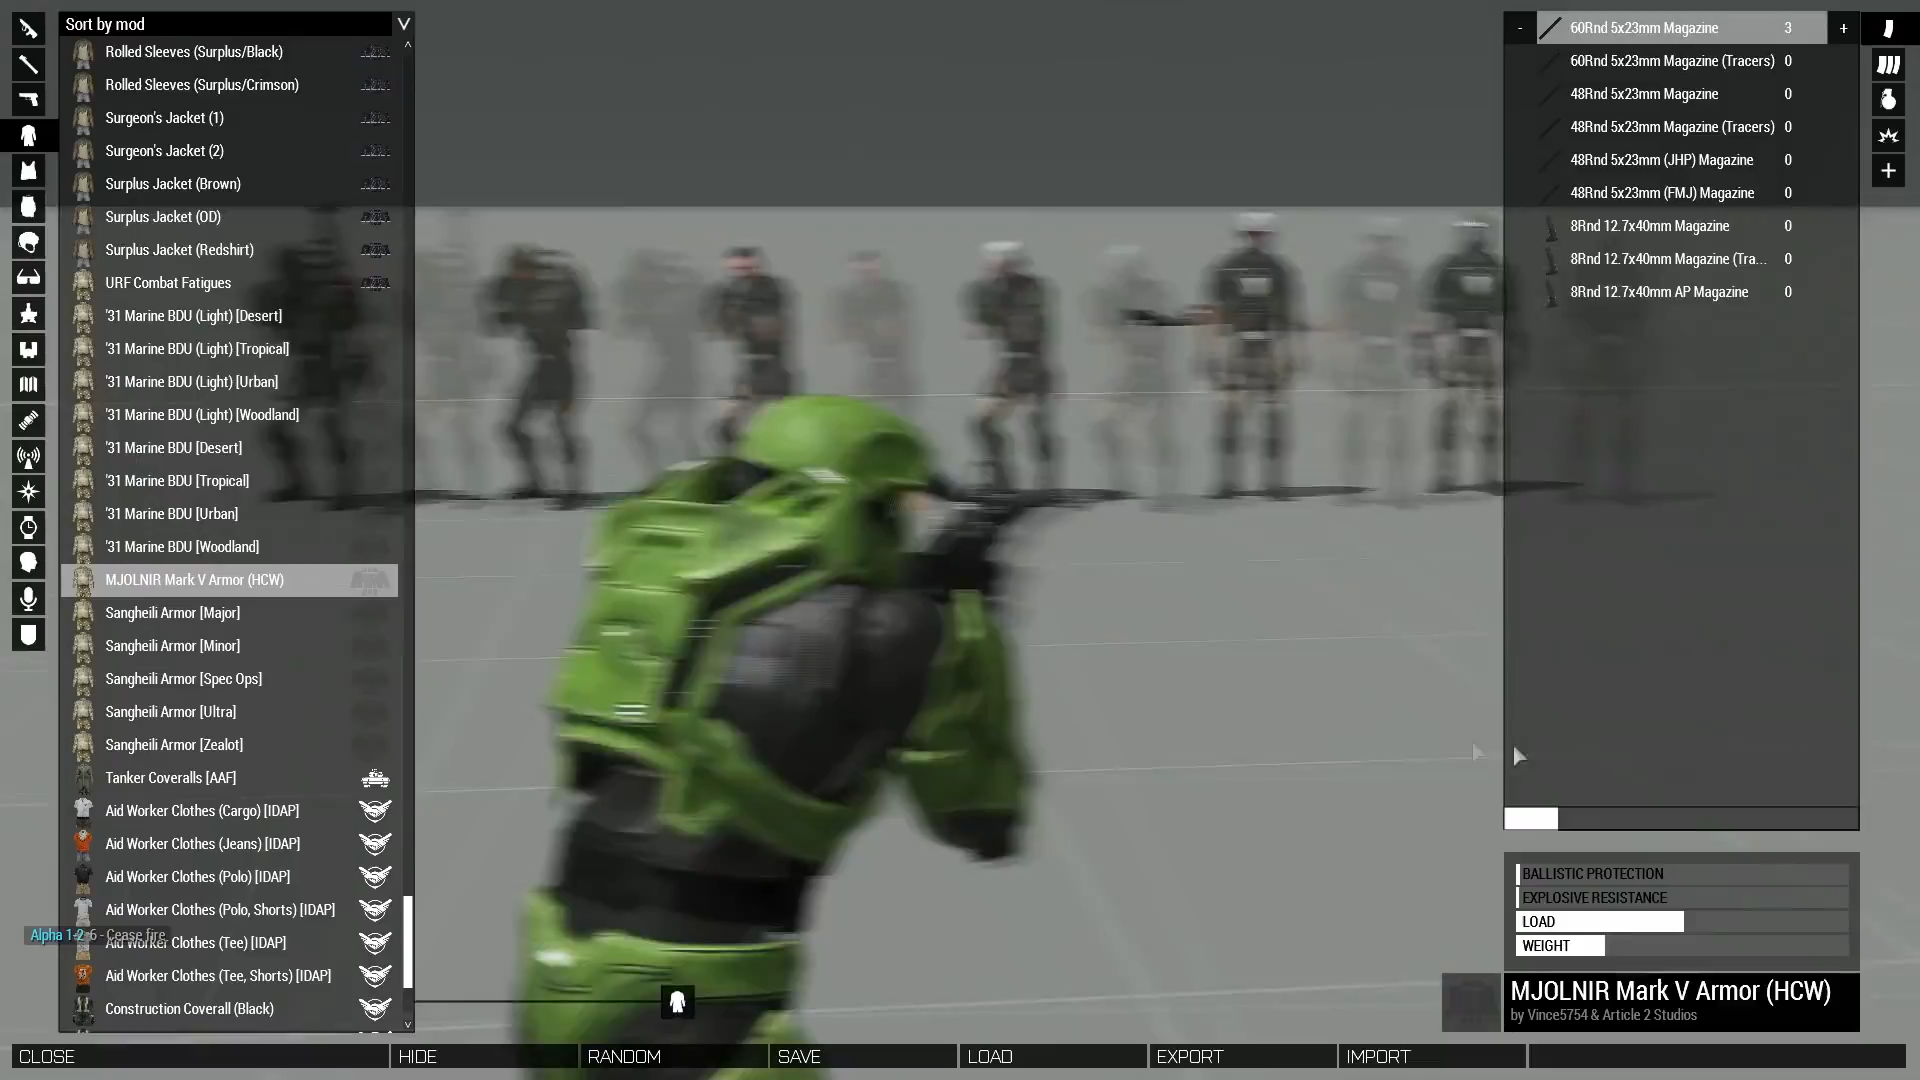 Sort by mod
Rolled Sleeves (Surplus/Black)
Rolled Sleeves (Surplus/Crimson)
Surgeon's Jacket (1)
Surgeon's Jacket (2)
Surplus Jacket (Brown)
Surplus Jacket (OD)
Surplus Jacket (Redshirt)
URF Combat Fatigues
'31 Marine BDU (Light) [Desert]
'31 Marine BDU (Light) [Tropical]
'31 Marine BDU (Light) [Urban]
'31 Marine BDU (Light) [Woodland]
'31 Marine BDU [Desert]
'31 Marine BDU [Tropical]
'31 Marine BDU [Urban]
'31 Marine BDU [Woodland]
MJOLNIR Mark V Armor (HCW)
Sangheili Armor [Major]
Sangheili Armor [Minor]
Sangheili Armor [Spec Ops]
Sangheili Armor [Ultra]
Sangheili Armor [Zealot]
Tanker Coveralls [AAF]
Aid Worker Clothes (Cargo) [IDAP]
Aid Worker Clothes (Jeans) [IDAP]
Aid Worker Clothes (Polo) [IDAP]
Aid Worker Clothes (Polo, Shorts) [IDAP]
Alpha 1-2:6 - Cease fire
Aid Worker Clothes (Tee) [IDAP]
Aid Worker Clothes (Tee, Shorts) [IDAP]
Construction Coverall (Black)
- 60Rnd 5x23mm Magazine 3 +
60Rnd 5x23mm Magazine (Tracers) 0
48Rnd 5x23mm Magazine 0
48Rnd 5x23mm Magazine (Tracers) 0
48Rnd 5x23mm (JHP) Magazine 0
48Rnd 5x23mm (FMJ) Magazine 0
8Rnd 12.7x40mm Magazine 0
8Rnd 12.7x40mm Magazine (Tra... 0
8Rnd 12.7x40mm AP Magazine 0
BALLISTIC PROTECTION
EXPLOSIVE RESISTANCE
LOAD
WEIGHT
MJOLNIR Mark V Armor (HCW)
by Vince5754 & Article 2 Studios
CLOSE HIDE RANDOM SAVE LOAD EXPORT IMPORT